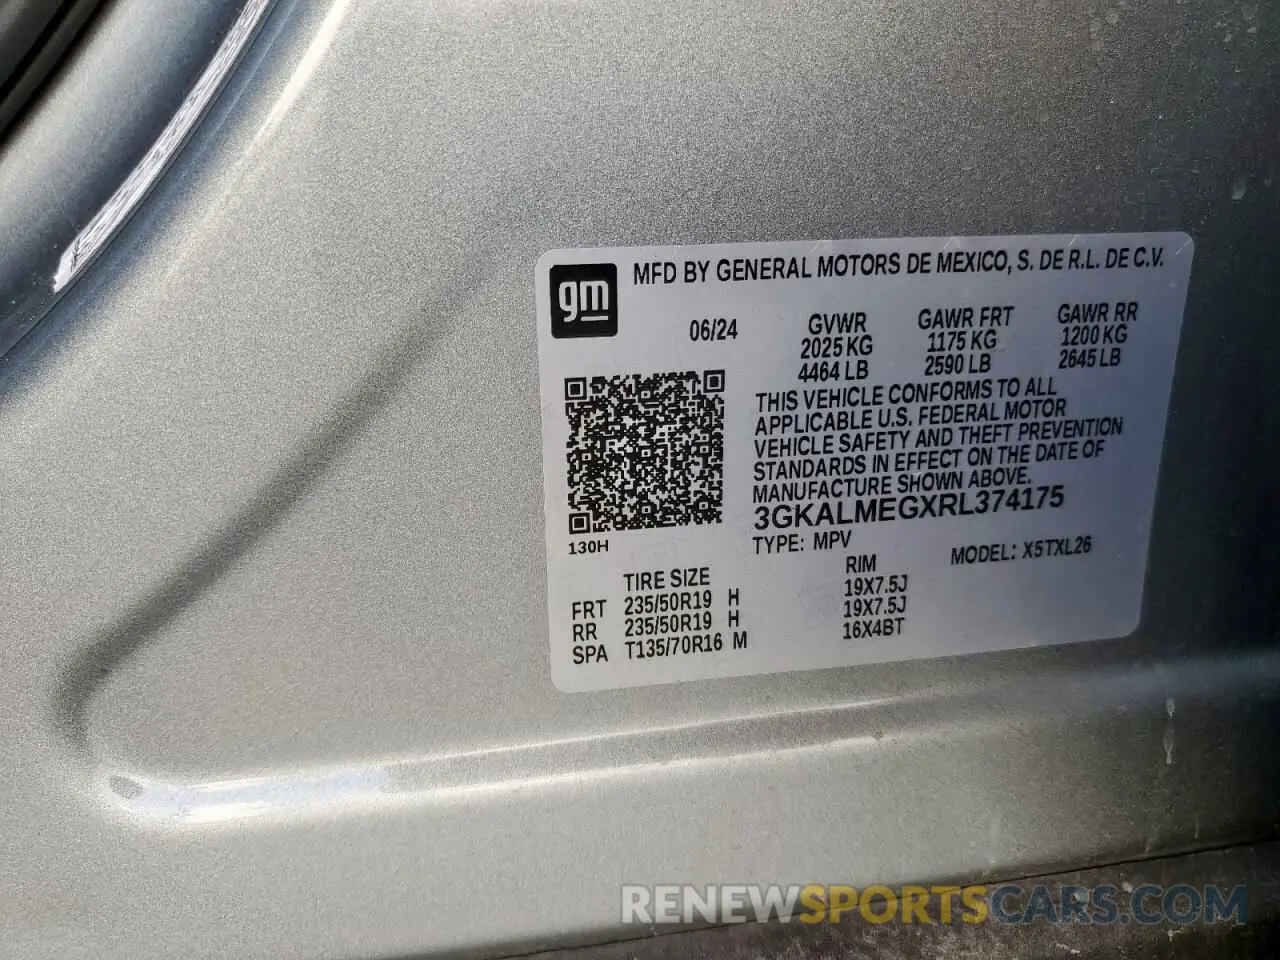 gm
MFD BY GENERAL MOTORS DE MEXICO, S. DE R.L. DE C.V.
06/24
GVWR
2025 KG
4464 LB
GAWR FRT
1175 KG
2590 LB
GAWR RR
1200 KG
2645 LB
THIS VEHICLE CONFORMS TO ALL
APPLICABLE U.S. FEDERAL MOTOR
VEHICLE SAFETY AND THEFT PREVENTION
STANDARDS IN EFFECT ON THE DATE OF
MANUFACTURE SHOWN ABOVE.
3GKALMEGXRL374175
130H
TYPE: MPV
MODEL: X5TXL26
TIRE SIZE RIM
FRT 235/50R19 H 19X7.5J
RR 235/50R19 H 19X7.5J
SPA T135/70R16 M 16X4BT
RENEWSPORTSCARS.COM